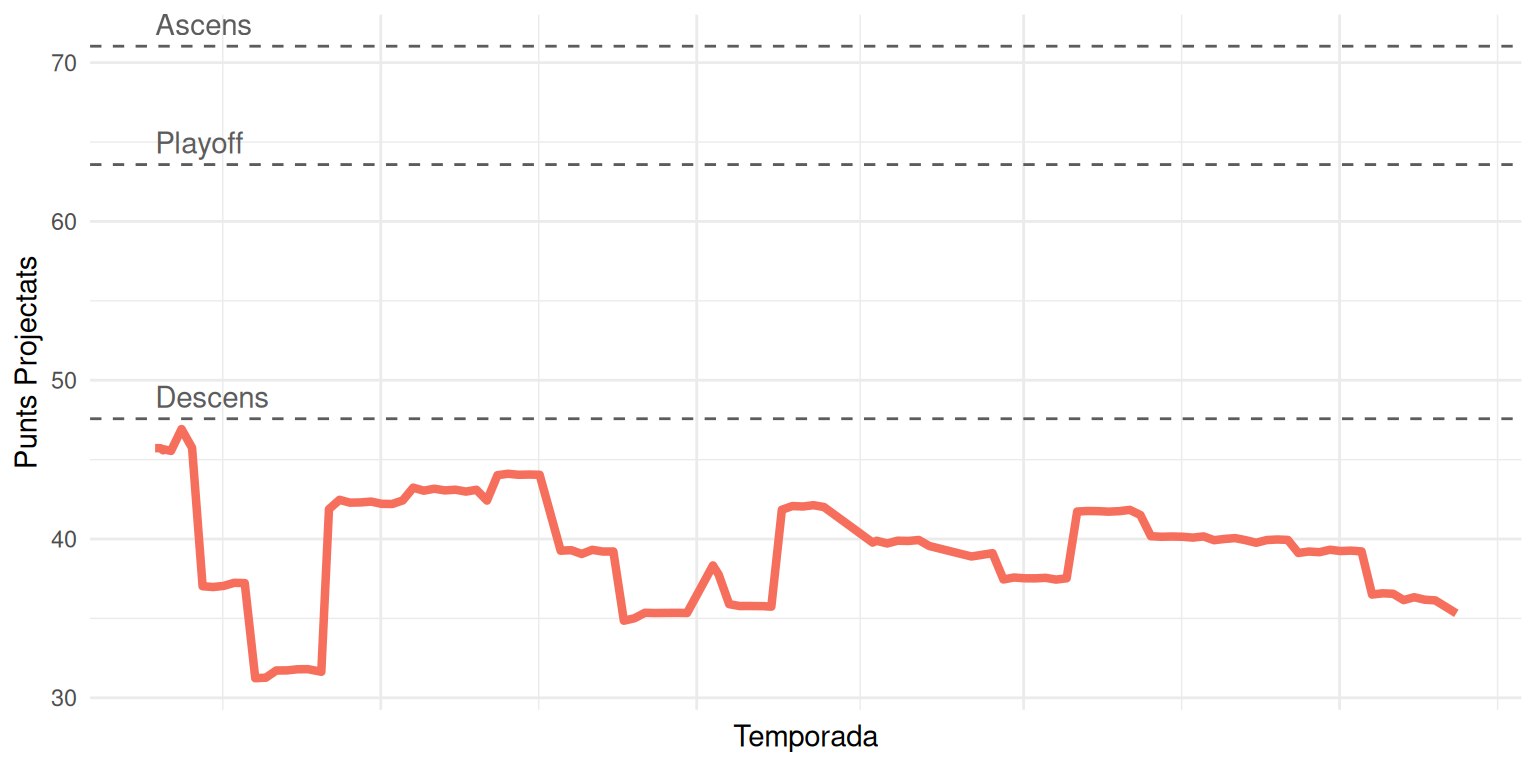 Ascens
70
Playoff
60
Punts Projectats
50
Descens
40
30
Temporada